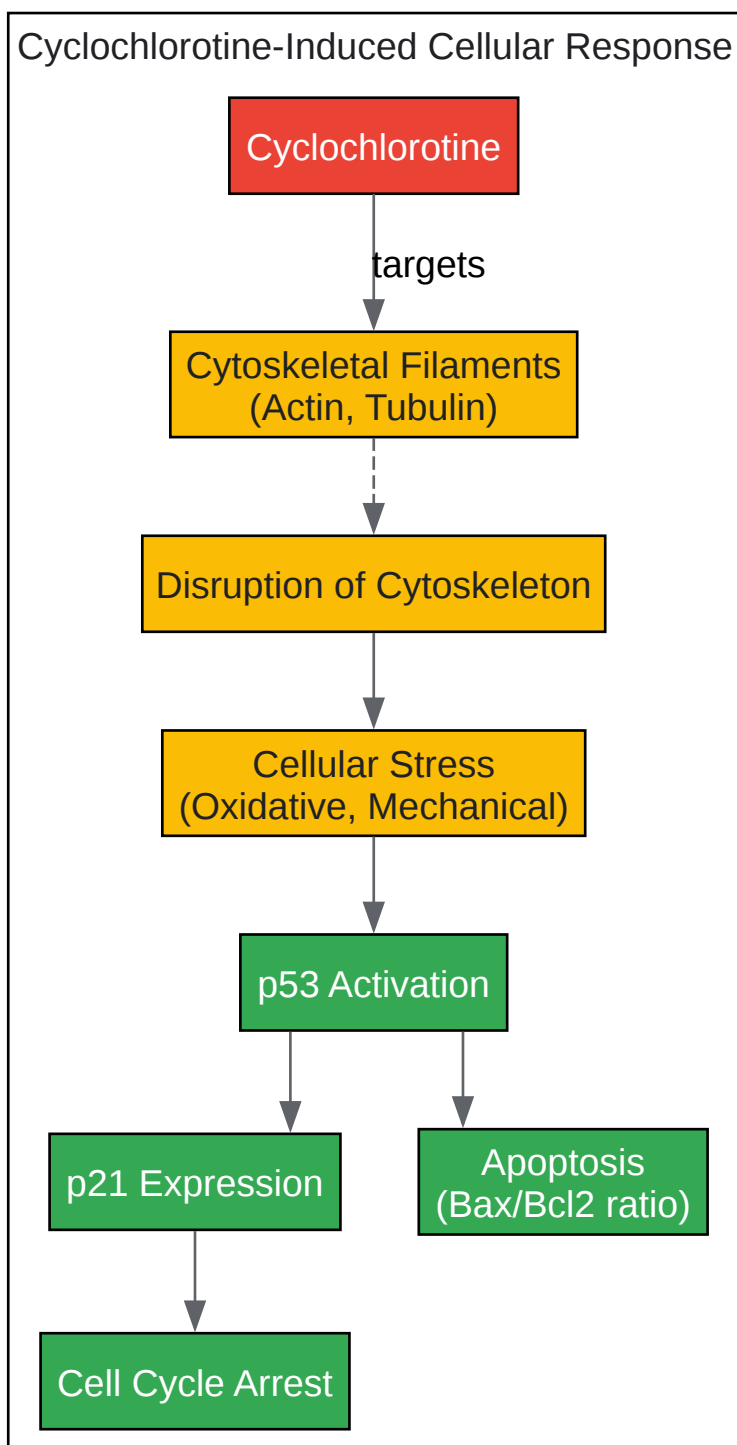 Cyclochlorotine-Induced Cellular Response
Cyclochlorotine
targets
Cytoskeletal Filaments
(Actin, Tubulin)
Disruption of Cytoskeleton
Cellular Stress
(Oxidative, Mechanical)
p53 Activation
p21 Expression
Apoptosis
(Bax/Bcl2 ratio)
Cell Cycle Arrest